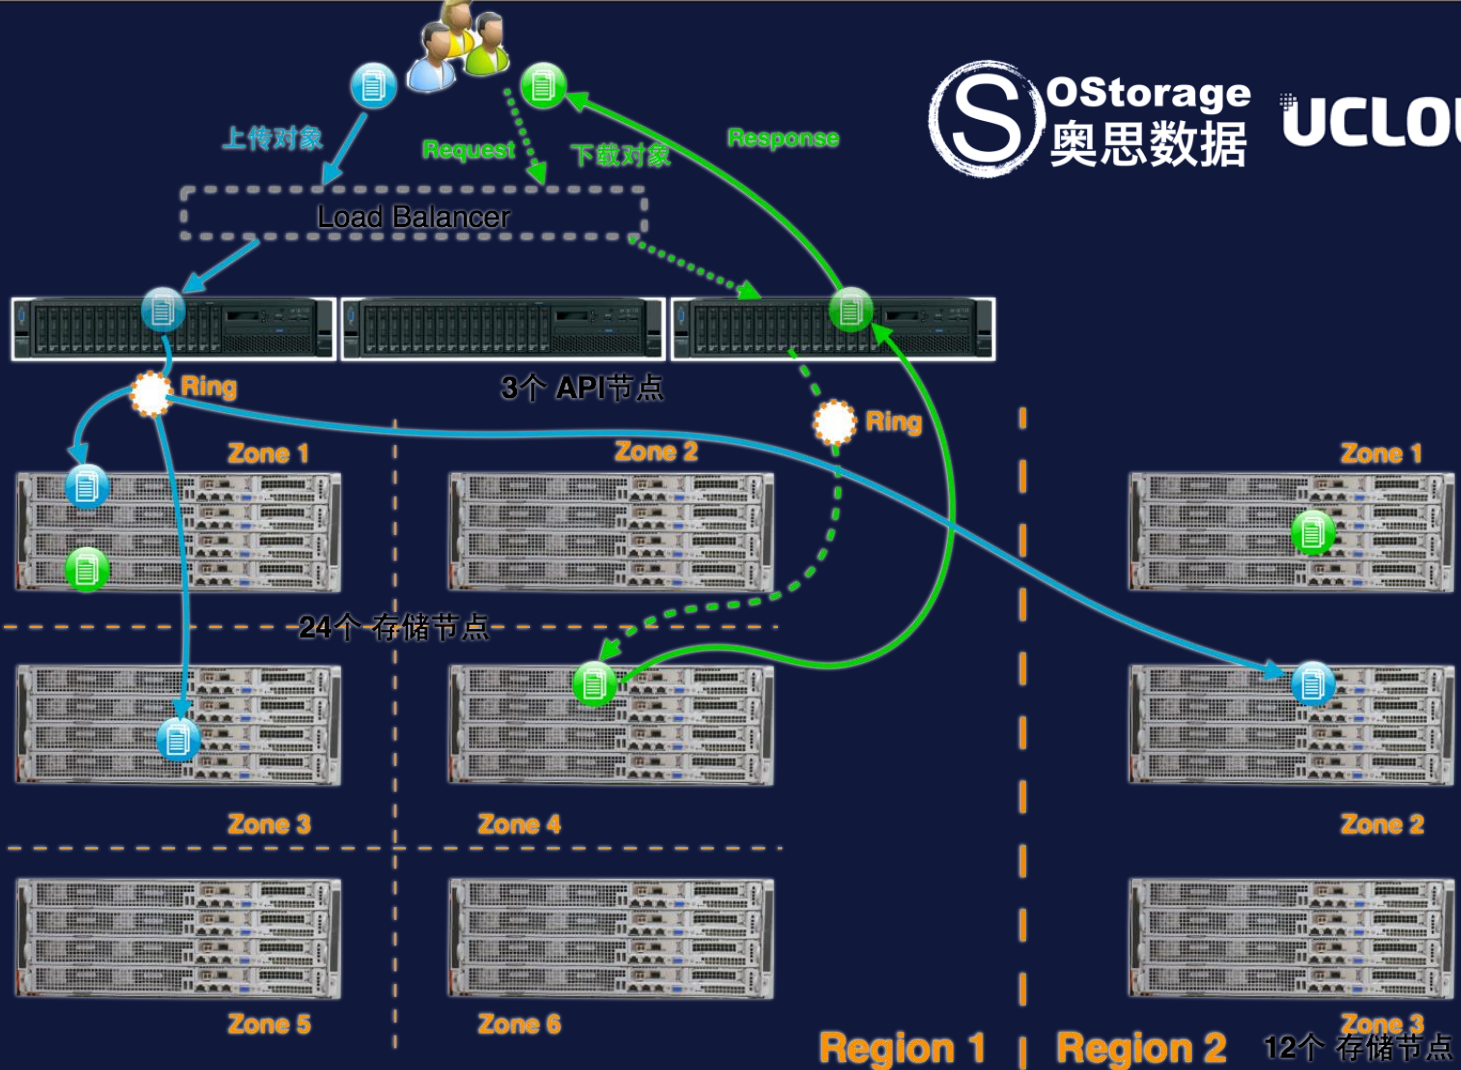 OStorage
奥思数据
UCLOU
上传对象
Request
下载对象
Response
Load Balancer
3个 API节点
Ring
Ring
Zone 1
Zone 2
Zone 1
24个 存储节点
Zone 3
Zone 4
Zone 2
Zone 5
Zone 6
Zone 3
Region 1
Region 2
12个 存储节点